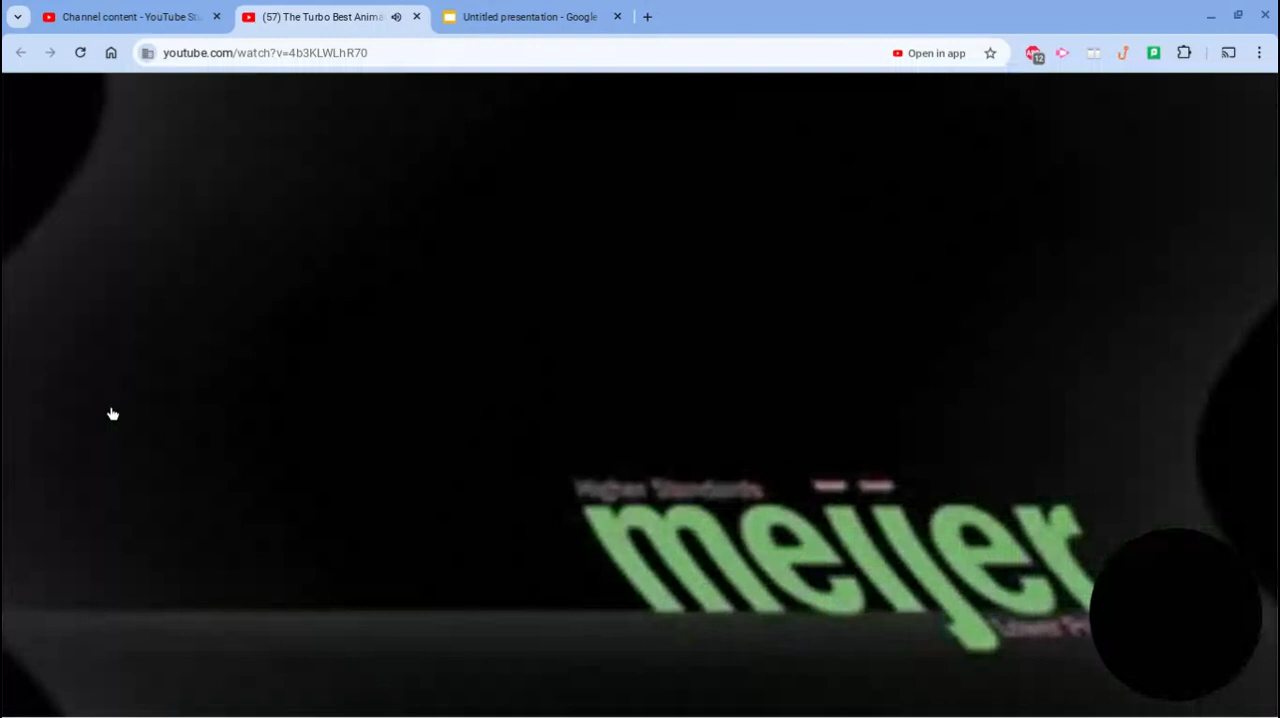 Channel content - YouTube Stu
(57) The Turbo Best Anima
Untitled presentation - Google
youtube.com/watch?v=4b3KLWLhR70
Open in app
12
Higher Standards
meijer